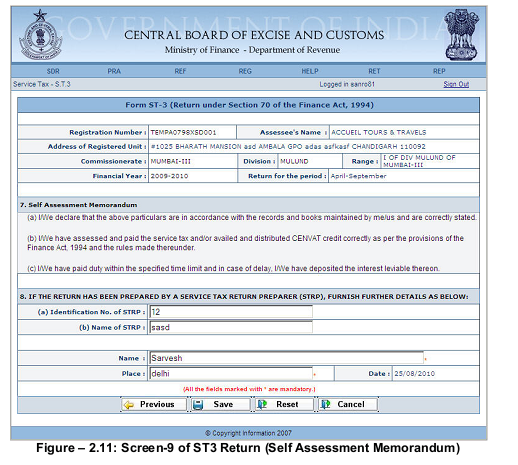 GOVERNMENT OF INDIA
CENTRAL BOARD OF EXCISE AND CUSTOMS
Ministry of Finance - Department of Revenue
SDR PRA REF REG HELP RET REP
Service Tax - S.T.3 Logged in sanro81 Sign Out
Form ST-3 (Return under Section 70 of the Finance Act, 1994)
Registration Number : TEMPA0798XSD001 Assessee's Name : ACCUEIL TOURS & TRAVELS
Address of Registered Unit : #1025 BHARATH MANSION asd AMBALA GPO adas asfkasf CHANDIGARH 110092
Commissionerate : MUMBAI-III Division : MULUND Range : I OF DIV MULUND OF MUMBAI-III
Financial Year : 2009-2010 Return for the period : April-September
7. Self Assessment Memorandum
(a) I/We declare that the above particulars are in accordance with the records and books maintained by me/us and are correctly stated.
(b) I/We have assessed and paid the service tax and/or availed and distributed CENVAT credit correctly as per the provisions of the
Finance Act, 1994 and the rules made thereunder.
(c) I/We have paid duty within the specified time limit and in case of delay, I/We have deposited the interest leviable thereon.
8. IF THE RETURN HAS BEEN PREPARED BY A SERVICE TAX RETURN PREPARER (STRP), FURNISH FURTHER DETAILS AS BELOW:
(a) Identification No. of STRP : 12
(b) Name of STRP : sasd
Name : Sarvesh *
Place : delhi * Date : 25/08/2010
(All the fields marked with * are mandatory.)
Previous Save Reset Cancel
© Copyright Information 2007
Figure – 2.11: Screen-9 of ST3 Return (Self Assessment Memorandum)